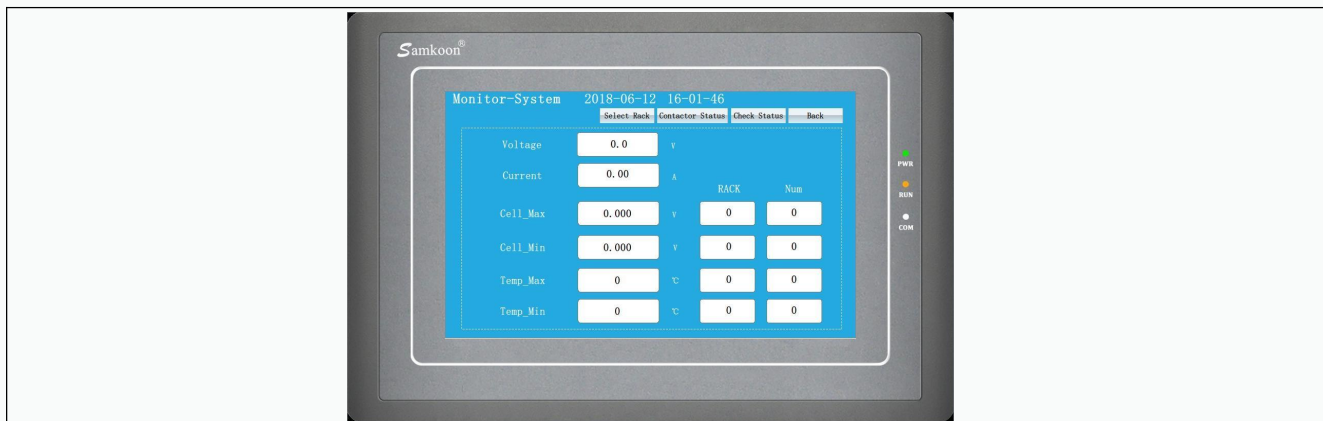 Samkoon®
Monitor-System 2018-06-12 16-01-46
Select Rack Contactor Status Check Status Back
Voltage 0.0 V
Current 0.00 A
RACK Num
Cell_Max 0.000 V 0 0
Cell_Min 0.000 V 0 0
Temp_Max 0 ℃ 0 0
Temp_Min 0 ℃ 0 0
PWR
RUN
COM